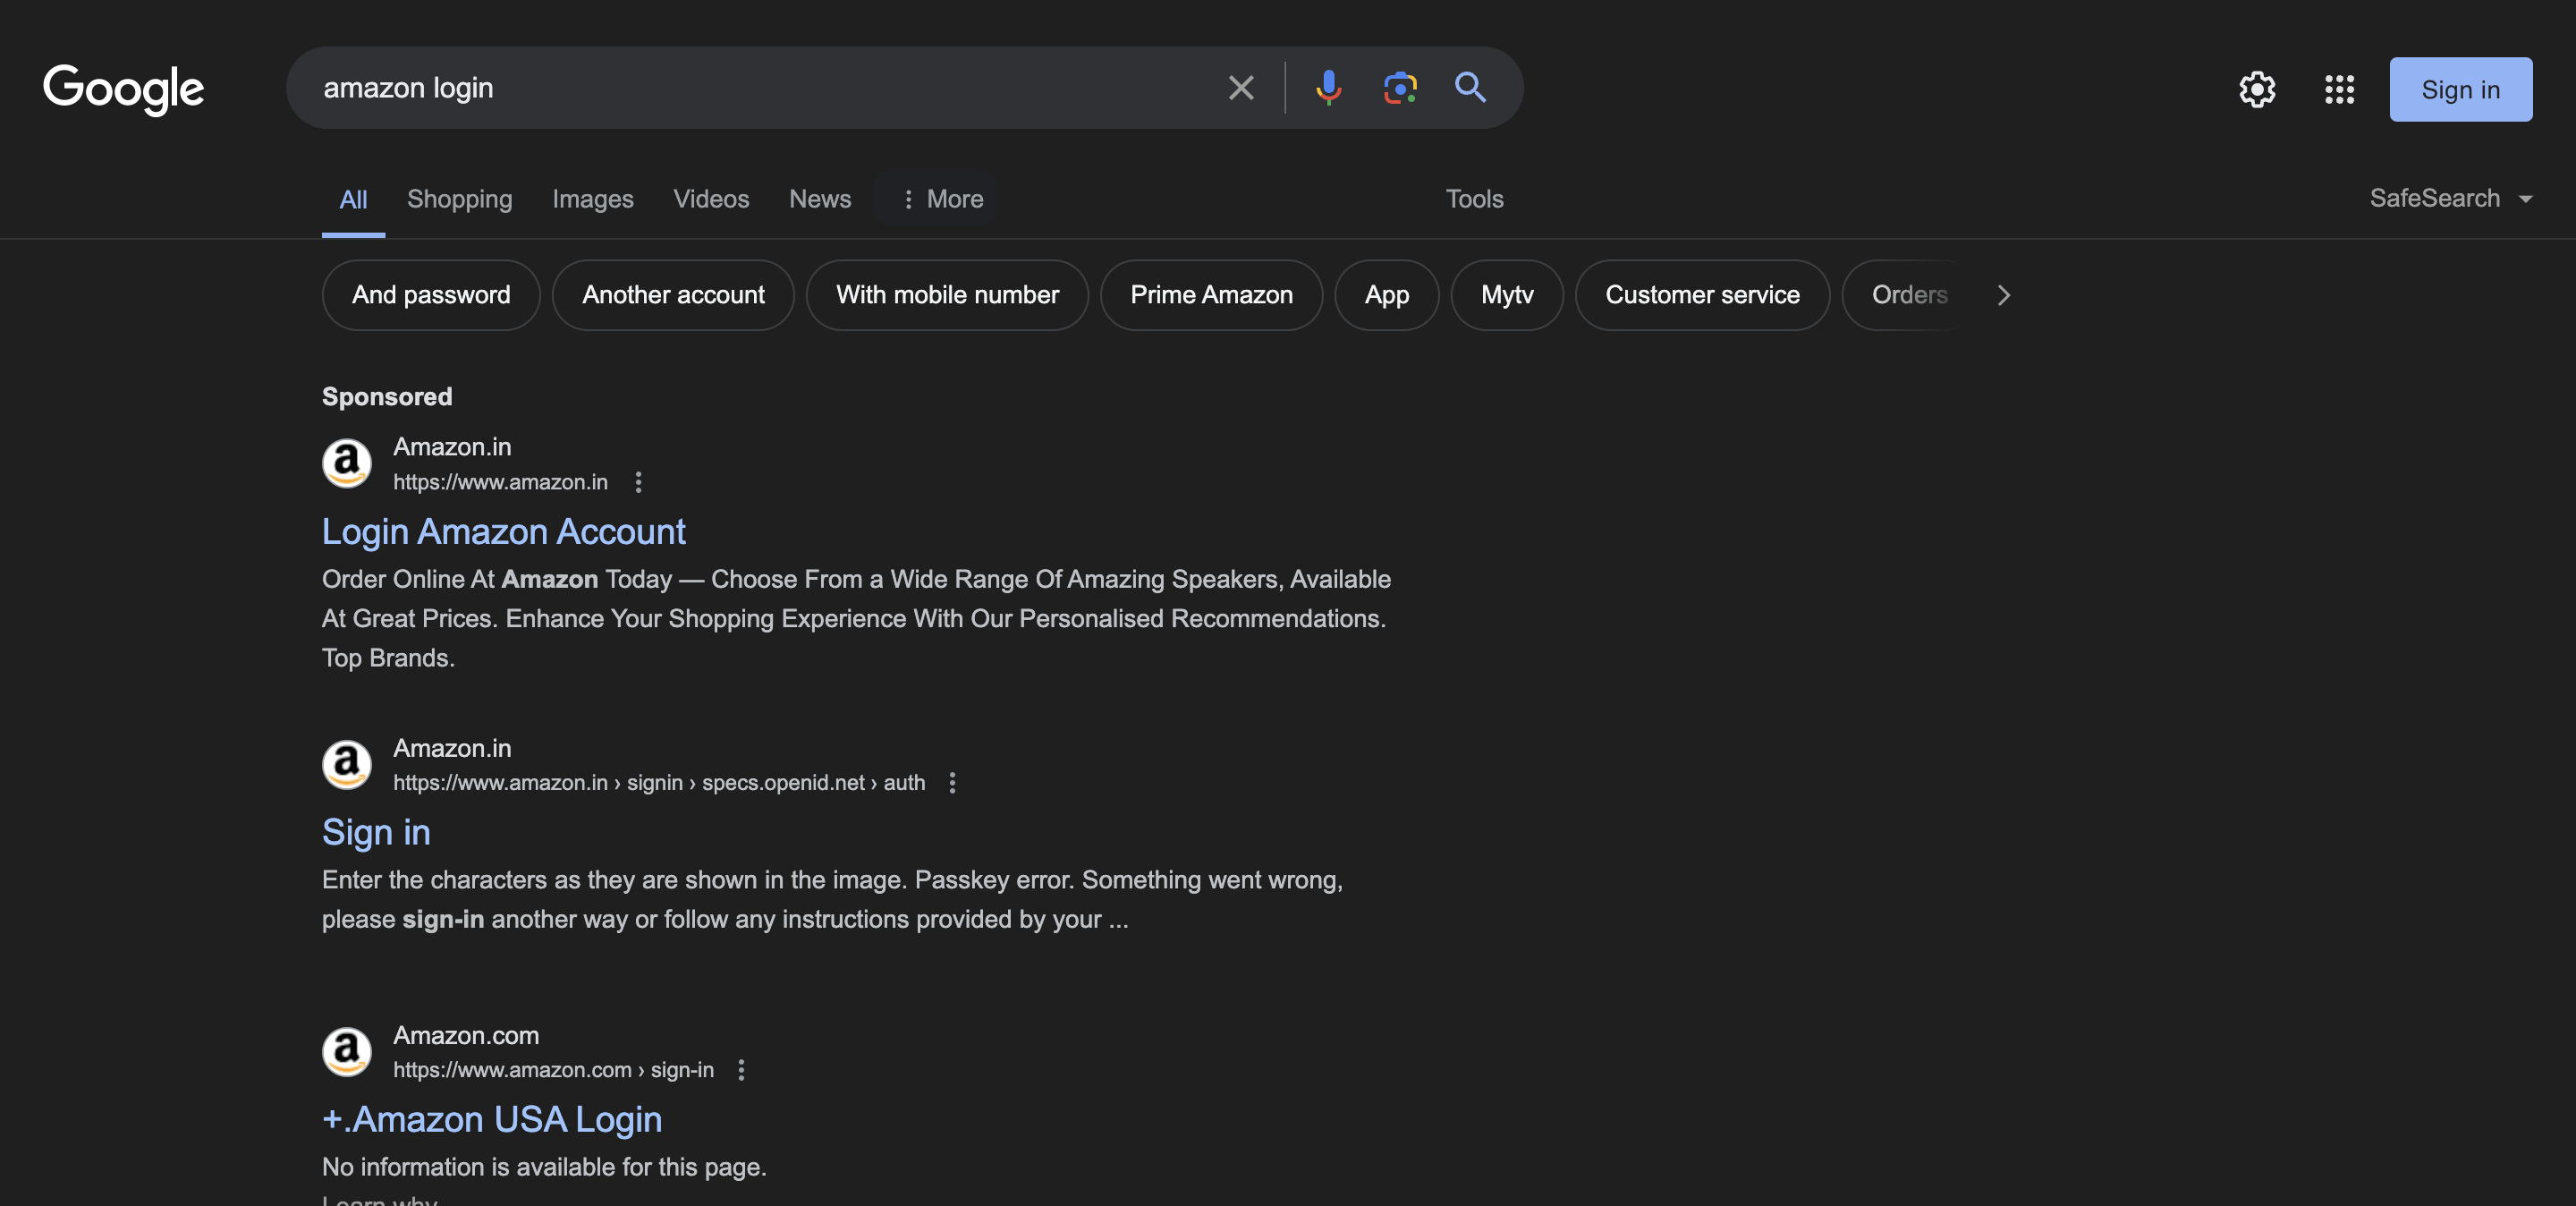 Google
amazon login
Sign in
All Shopping Images Videos News More Tools SafeSearch
And password Another account With mobile number Prime Amazon App Mytv Customer service Orders
Sponsored
Amazon.in
https://www.amazon.in
Login Amazon Account
Order Online At Amazon Today — Choose From a Wide Range Of Amazing Speakers, Available
At Great Prices. Enhance Your Shopping Experience With Our Personalised Recommendations.
Top Brands.
Amazon.in
https://www.amazon.in › signin › specs.openid.net › auth
Sign in
Enter the characters as they are shown in the image. Passkey error. Something went wrong,
please sign-in another way or follow any instructions provided by your ...
Amazon.com
https://www.amazon.com › sign-in
+.Amazon USA Login
No information is available for this page.
Learn why